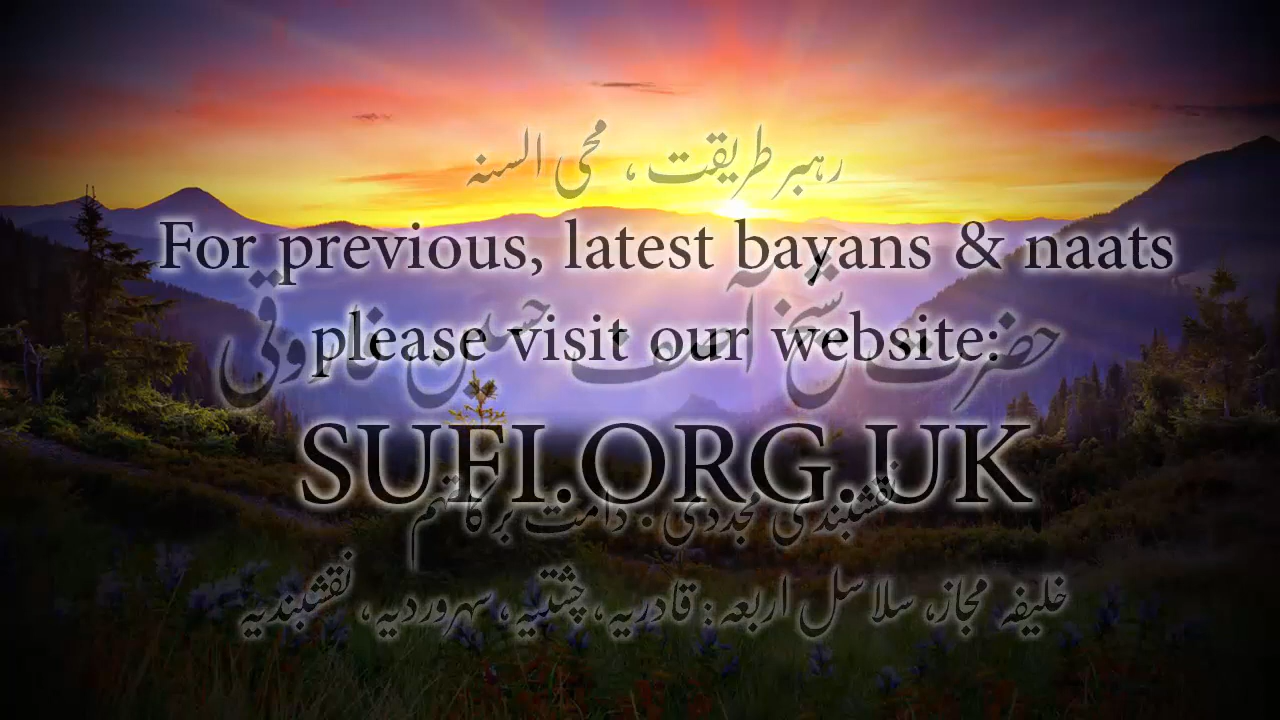 رہبر طریقت، محی السنہ
For previous, latest bayans & naats
حضرت شیخ آصف حسین فاروقی
please visit our website:
SUFI.ORG.UK
نقشبندی مجددی۔ دامت برکاتہم
خلیفہ مجاز، سلاسل اربعہ: قادریہ، چشتیہ، سہروردیہ، نقشبندیہ